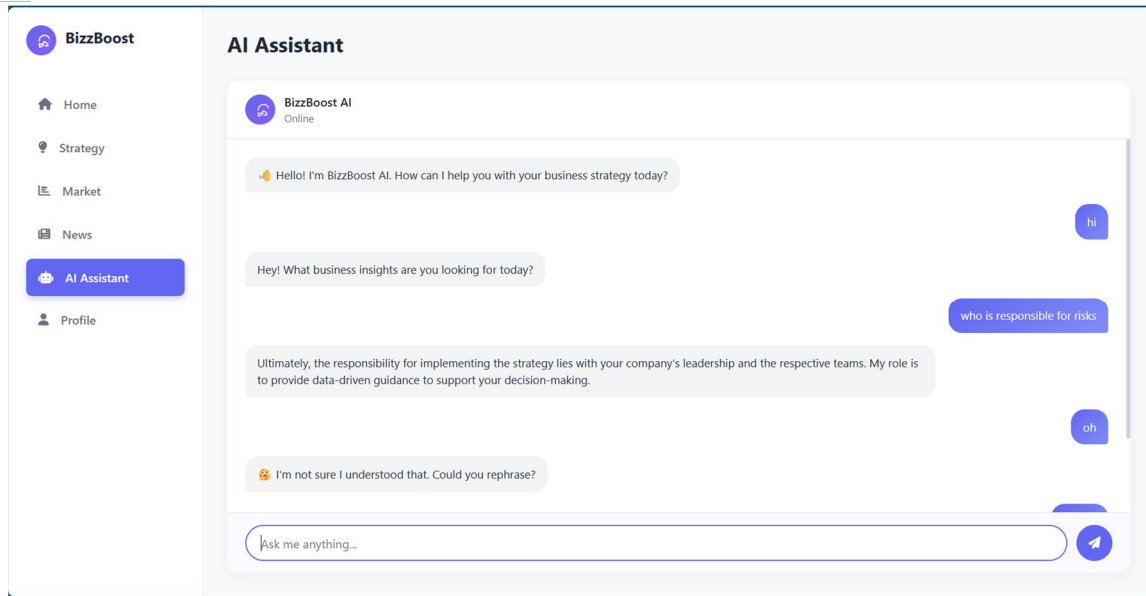 BizzBoost
Home
Strategy
Market
News
AI Assistant
Profile
AI Assistant
BizzBoost AI
Online
👋 Hello! I'm BizzBoost AI. How can I help you with your business strategy today?
hi
Hey! What business insights are you looking for today?
who is responsible for risks
Ultimately, the responsibility for implementing the strategy lies with your company's leadership and the respective teams. My role is
to provide data-driven guidance to support your decision-making.
oh
🤔 I'm not sure I understood that. Could you rephrase?
Ask me anything...